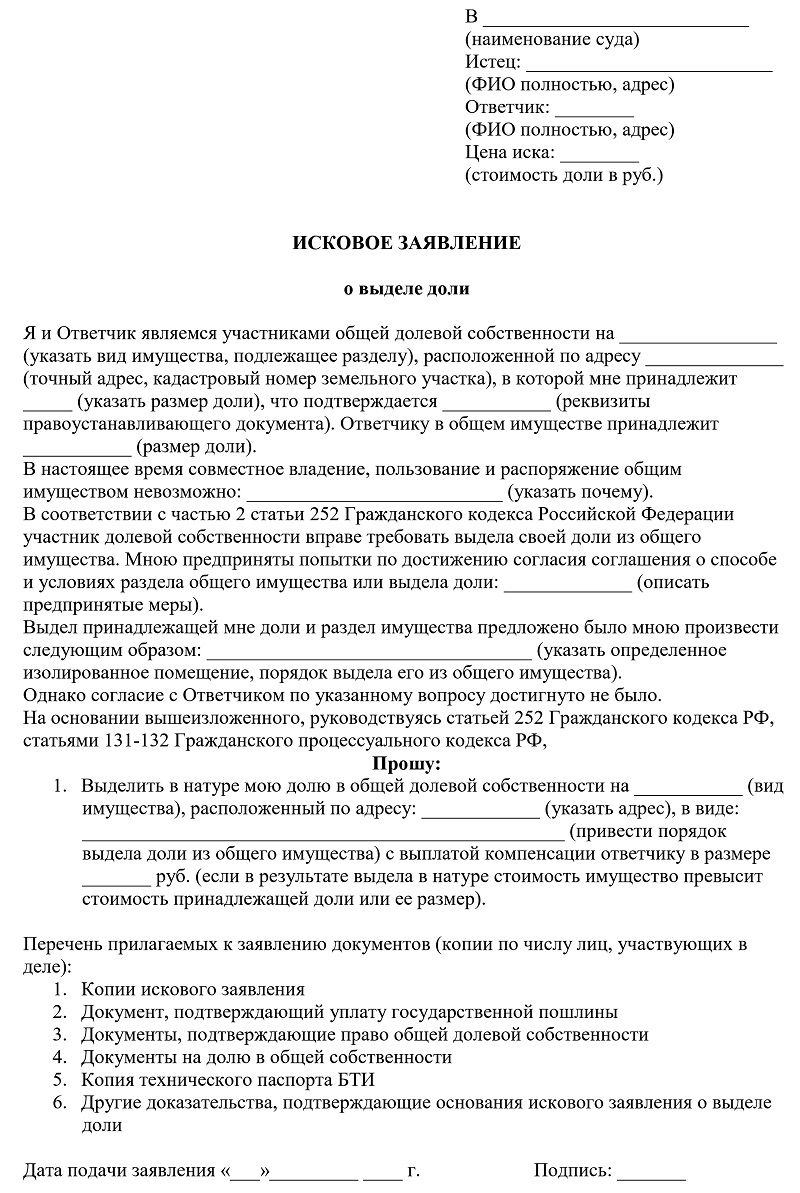 В ___________________________
(наименование суда)
Истец: _________________________
(ФИО полностью, адрес)
Ответчик: ________
(ФИО полностью, адрес)
Цена иска: ________
(стоимость доли в руб.)
ИСКОВОЕ ЗАЯВЛЕНИЕ
о выделе доли
Я и Ответчик являемся участниками общей долевой собственности на ________________
(указать вид имущества, подлежащее разделу), расположенной по адресу ______________
(точный адрес, кадастровый номер земельного участка), в которой мне принадлежит
_____ (указать размер доли), что подтверждается ___________ (реквизиты
правоустанавливающего документа). Ответчику в общем имуществе принадлежит
___________ (размер доли).
В настоящее время совместное владение, пользование и распоряжение общим
имуществом невозможно: __________________________ (указать почему).
В соответствии с частью 2 статьи 252 Гражданского кодекса Российской Федерации
участник долевой собственности вправе требовать выдела своей доли из общего
имущества. Мною предприняты попытки по достижению согласия соглашения о способе
и условиях раздела общего имущества или выдела доли: _____________ (описать
предпринятые меры).
Выдел принадлежащей мне доли и раздел имущества предложено было мною произвести
следующим образом: _________________________________ (указать определенное
изолированное помещение, порядок выдела его из общего имущества).
Однако согласие с Ответчиком по указанному вопросу достигнуто не было.
На основании вышеизложенного, руководствуясь статьей 252 Гражданского кодекса РФ,
статьями 131-132 Гражданского процессуального кодекса РФ,
Прошу:
1. Выделить в натуре мою долю в общей долевой собственности на ___________ (вид
имущества), расположенный по адресу: ____________ (указать адрес), в виде:
_________________________________________________ (привести порядок
выдела доли из общего имущества) с выплатой компенсации ответчику в размере
_______ руб. (если в результате выдела в натуре стоимость имущество превысит
стоимость принадлежащей доли или ее размер).
Перечень прилагаемых к заявлению документов (копии по числу лиц, участвующих в
деле):
1. Копии искового заявления
2. Документ, подтверждающий уплату государственной пошлины
3. Документы, подтверждающие право общей долевой собственности
4. Документы на долю в общей собственности
5. Копия технического паспорта БТИ
6. Другие доказательства, подтверждающие основания искового заявления о выделе
доли
Дата подачи заявления «___»_________ ____ г. Подпись: _______